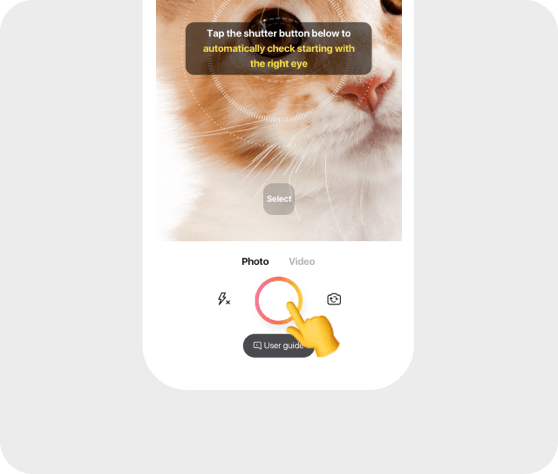 Tap the shutter button below to
automatically check starting with
the right eye
Select
Photo Video
User guide